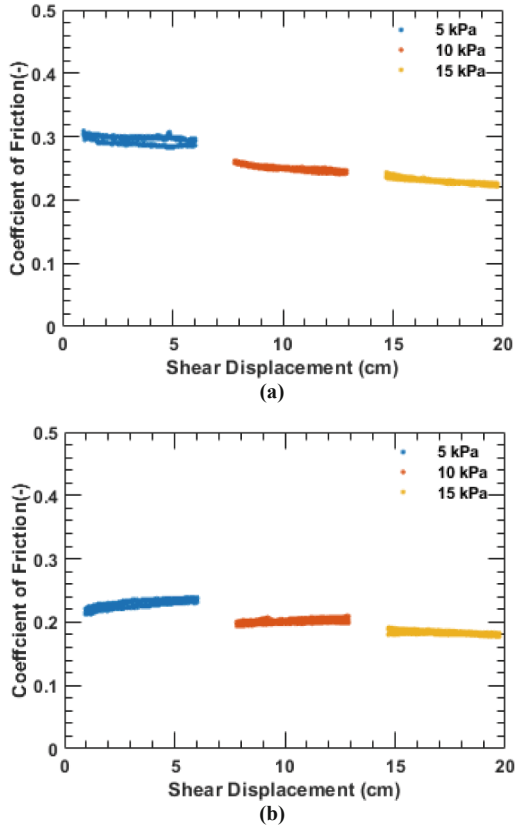 0.5
5 kPa
10 kPa
15 kPa
0.4
0.3
0.2
0.1
0
Coeffcient of Friction(-)
0 5 10 15 20
Shear Displacement (cm)
(a)
0.5
5 kPa
10 kPa
15 kPa
0.4
0.3
0.2
0.1
0
Coeffcient of Friction(-)
0 5 10 15 20
Shear Displacement (cm)
(b)